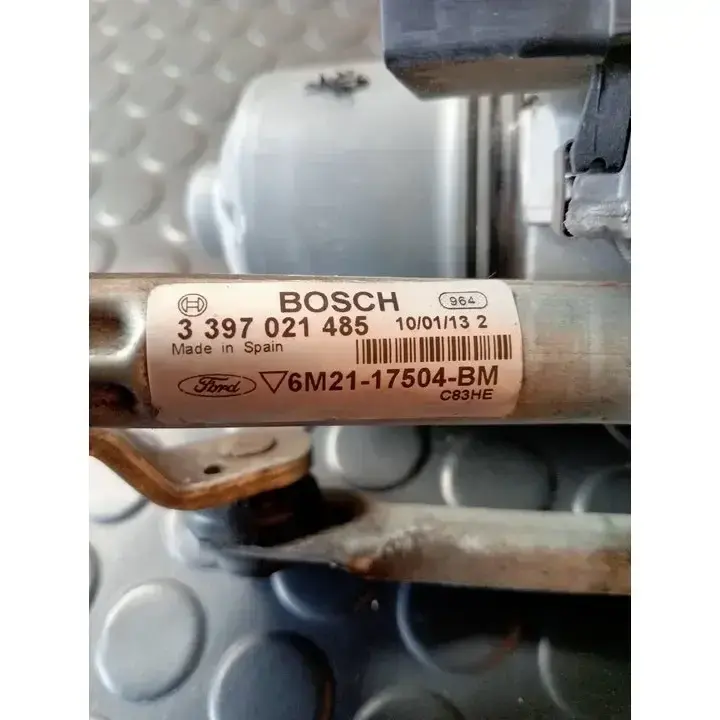 BOSCH 964
3 397 021 485 10/01/13 2
Made in Spain
Ford 6M21-17504-BM
C83HE